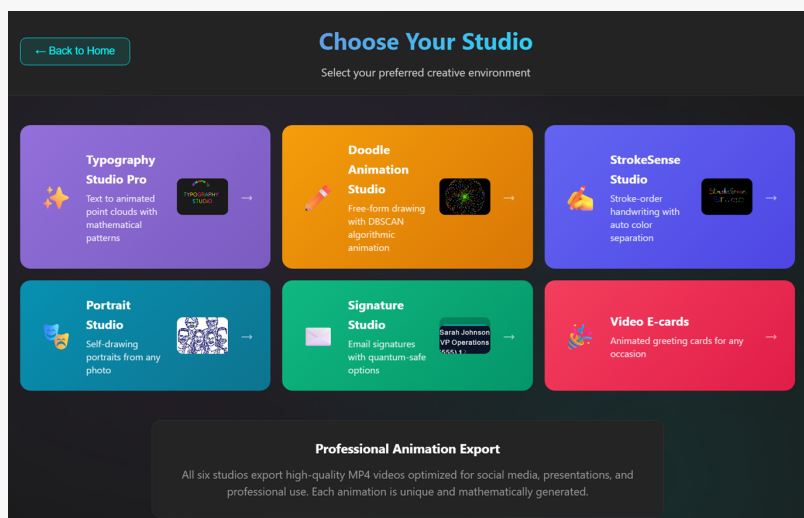 ← Back to Home
Choose Your Studio
Select your preferred creative environment
Typography
Studio Pro
Text to animated
point clouds with
mathematical
patterns
TYPOGRAPHY
STUDIO
→
Doodle
Animation
Studio
Free-form drawing
with DBSCAN
algorithmic
animation
→
StrokeSense
Studio
Stroke-order
handwriting with
auto color
separation
StrokeSense
Studio
→
Portrait
Studio
Self-drawing
portraits from any
photo
→
Signature
Studio
Email signatures
with quantum-safe
options
Sarah Johnson
VP Operations
→
Video E-cards
Animated greeting cards for any
occasion
→
Professional Animation Export
All six studios export high-quality MP4 videos optimized for social media, presentations, and
professional use. Each animation is unique and mathematically generated.